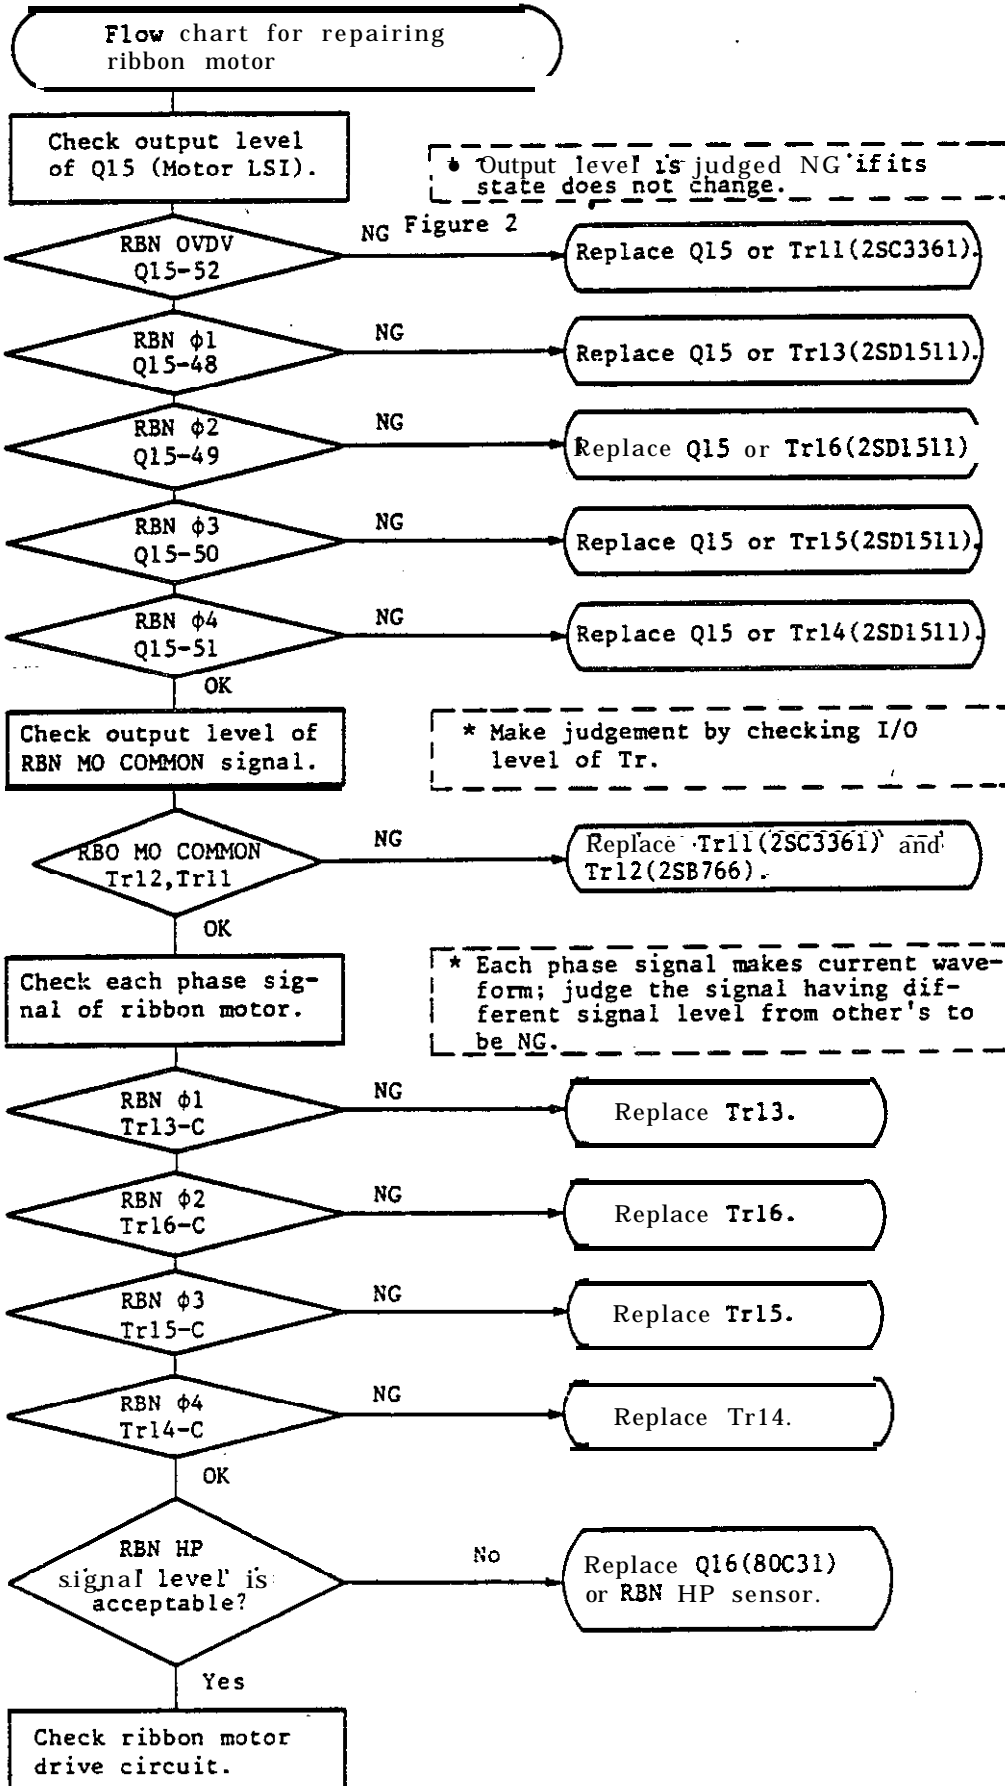 Flow chart for repairing
ribbon motor
Check output level
of Q15 (Motor LSI).
• Output level is judged NG if its
state does not change.
RBN OVDV
Q15-52
NG
Figure 2
Replace Q15 or Tr11(2SC3361).
RBN φ1
Q15-48
NG
Replace Q15 or Tr13(2SD1511).
RBN φ2
Q15-49
NG
Replace Q15 or Tr16(2SD1511)
RBN φ3
Q15-50
NG
Replace Q15 or Tr15(2SD1511).
RBN φ4
Q15-51
NG
Replace Q15 or Tr14(2SD1511).
OK
Check output level of
RBN MO COMMON signal.
* Make judgement by checking I/O
level of Tr.
RBO MO COMMON
Tr12,Tr11
NG
Replace Tr11(2SC3361) and
Tr12(2SB766).
OK
Check each phase sig-
nal of ribbon motor.
* Each phase signal makes current wave-
form; judge the signal having dif-
ferent signal level from other's to
be NG.
RBN φ1
Tr13-C
NG
Replace Tr13.
RBN φ2
Tr16-C
NG
Replace Tr16.
RBN φ3
Tr15-C
NG
Replace Tr15.
RBN φ4
Tr14-C
NG
Replace Tr14.
OK
RBN HP
signal level is
acceptable?
No
Replace Q16(80C31)
or RBN HP sensor.
Yes
Check ribbon motor
drive circuit.